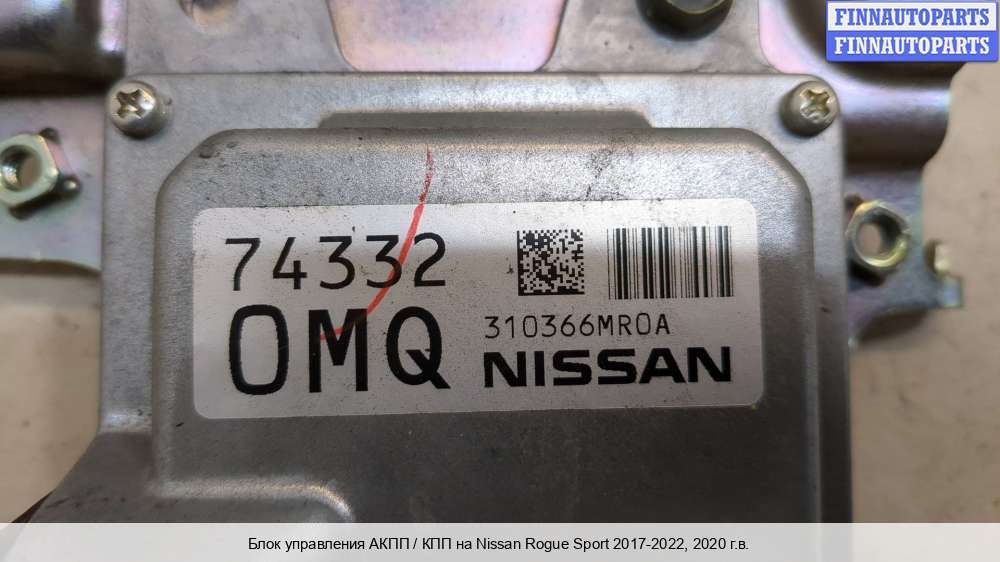 FINNAUTOPARTS
FINNAUTOPARTS
74332
0MQ
310366MR0A
NISSAN
Блок управления АКПП / КПП на Nissan Rogue Sport 2017-2022, 2020 г.в.